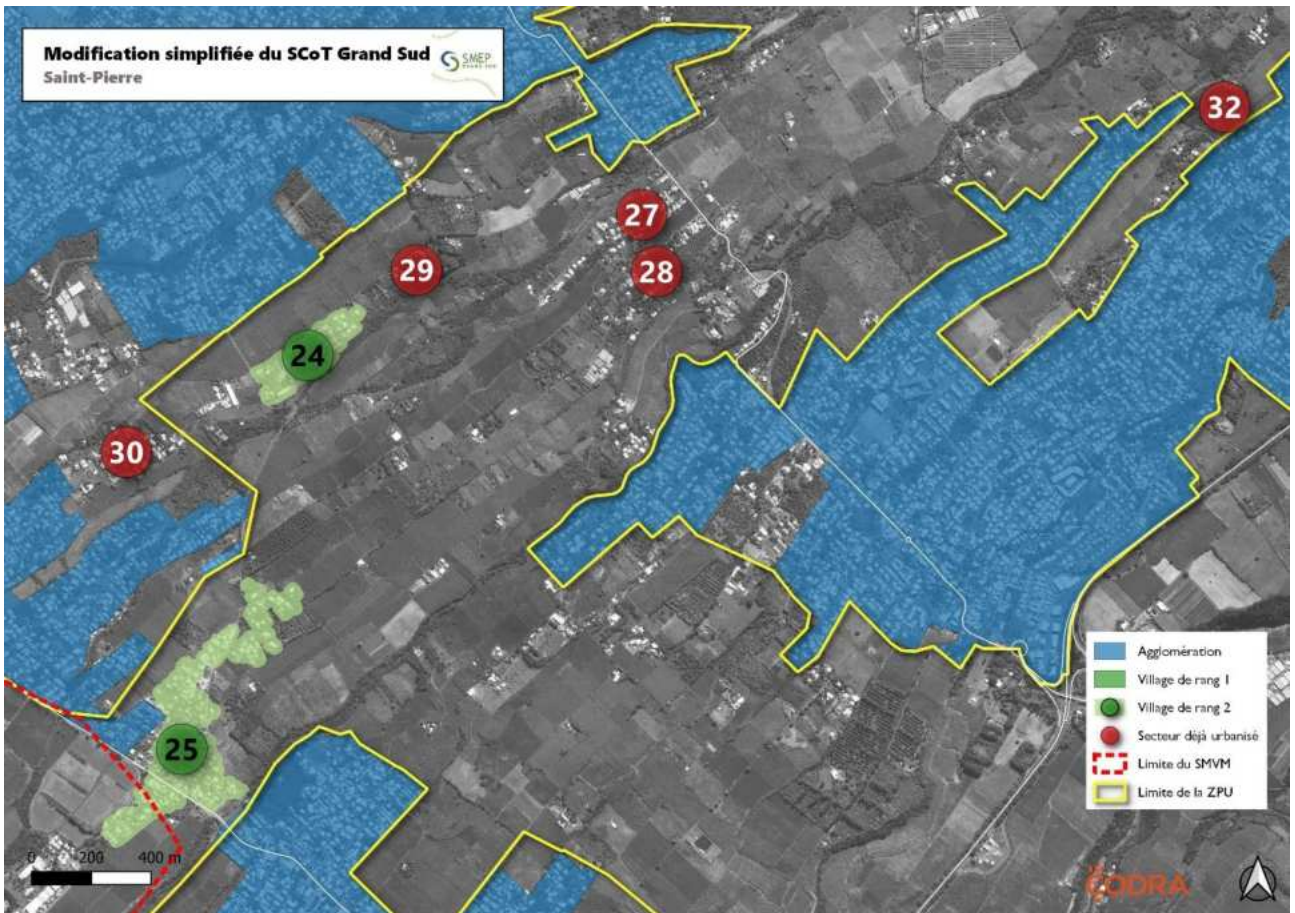 Modification simplifiée du SCoT Grand Sud
Saint-Pierre
SMEP
GRAND SUD
32
27
28
29
24
30
25
Agglomération
Village de rang 1
Village de rang 2
Secteur déjà urbanisé
Limite du SMVM
Limite de la ZPU
0 200 400 m
CODRA